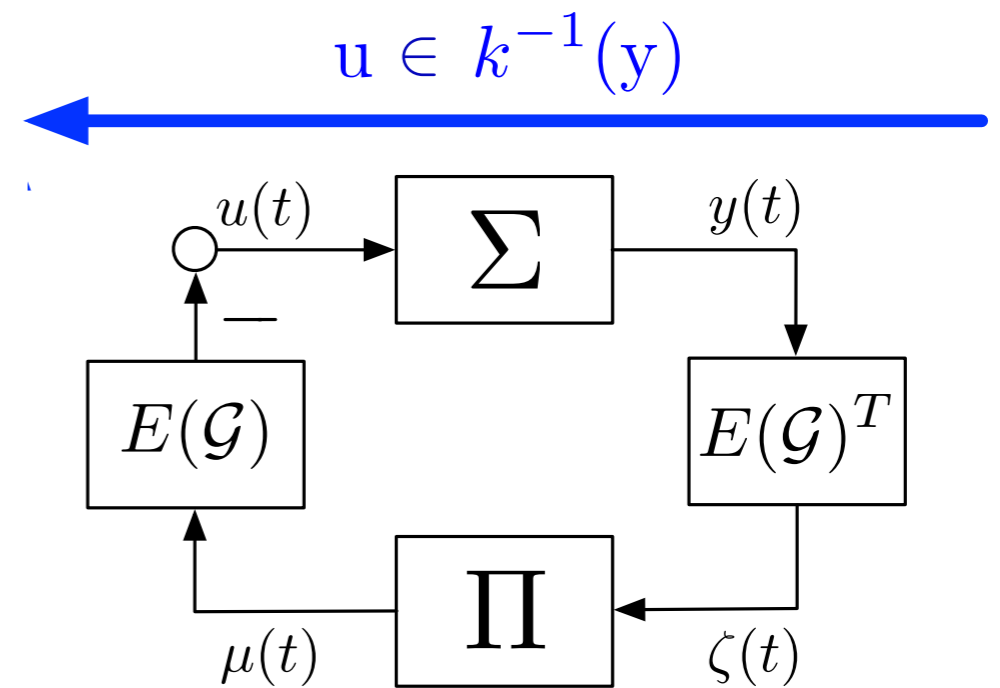 u ∈ k⁻¹(y)
u(t) Σ y(t)
—
E(𝒢) E(𝒢)ᵀ
Π
μ(t) ζ(t)